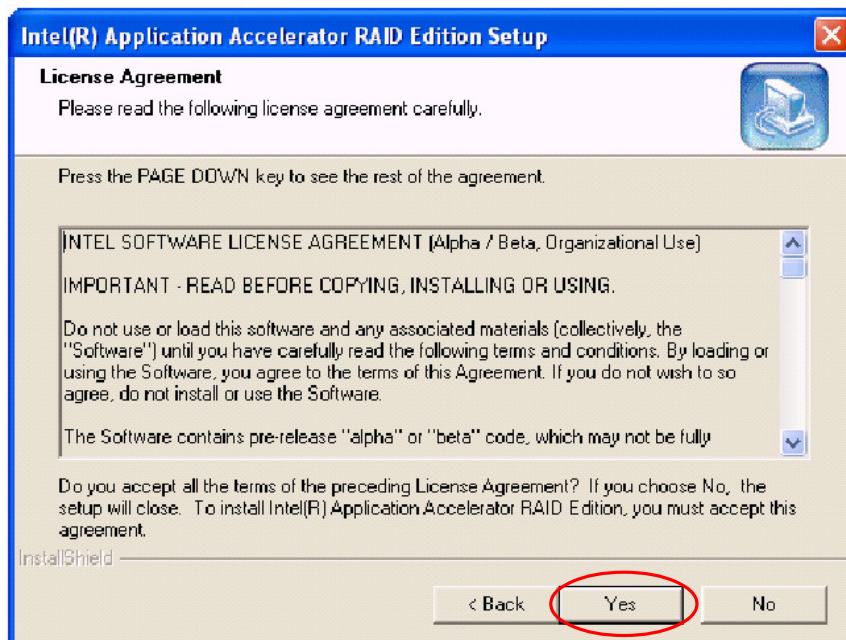 Intel(R) Application Accelerator RAID Edition Setup
License Agreement
Please read the following license agreement carefully.
Press the PAGE DOWN key to see the rest of the agreement.
INTEL SOFTWARE LICENSE AGREEMENT (Alpha / Beta, Organizational Use)
IMPORTANT - READ BEFORE COPYING, INSTALLING OR USING.
Do not use or load this software and any associated materials (collectively, the
"Software") until you have carefully read the following terms and conditions. By loading or
using the Software, you agree to the terms of this Agreement. If you do not wish to so
agree, do not install or use the Software.
The Software contains pre-release "alpha" or "beta" code, which may not be fully
Do you accept all the terms of the preceding License Agreement? If you choose No, the
setup will close. To install Intel(R) Application Accelerator RAID Edition, you must accept this
agreement.
InstallShield
< Back
Yes
No